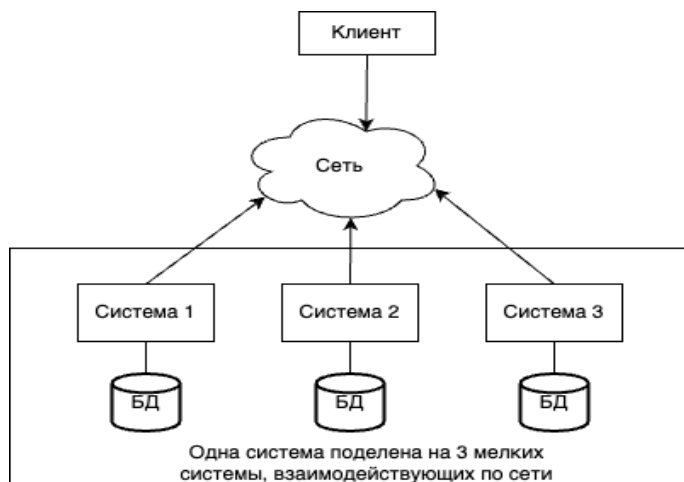 Клиент
Сеть
Система 1
Система 2
Система 3
БД
БД
БД
Одна система поделена на 3 мелких
системы, взаимодействующих по сети